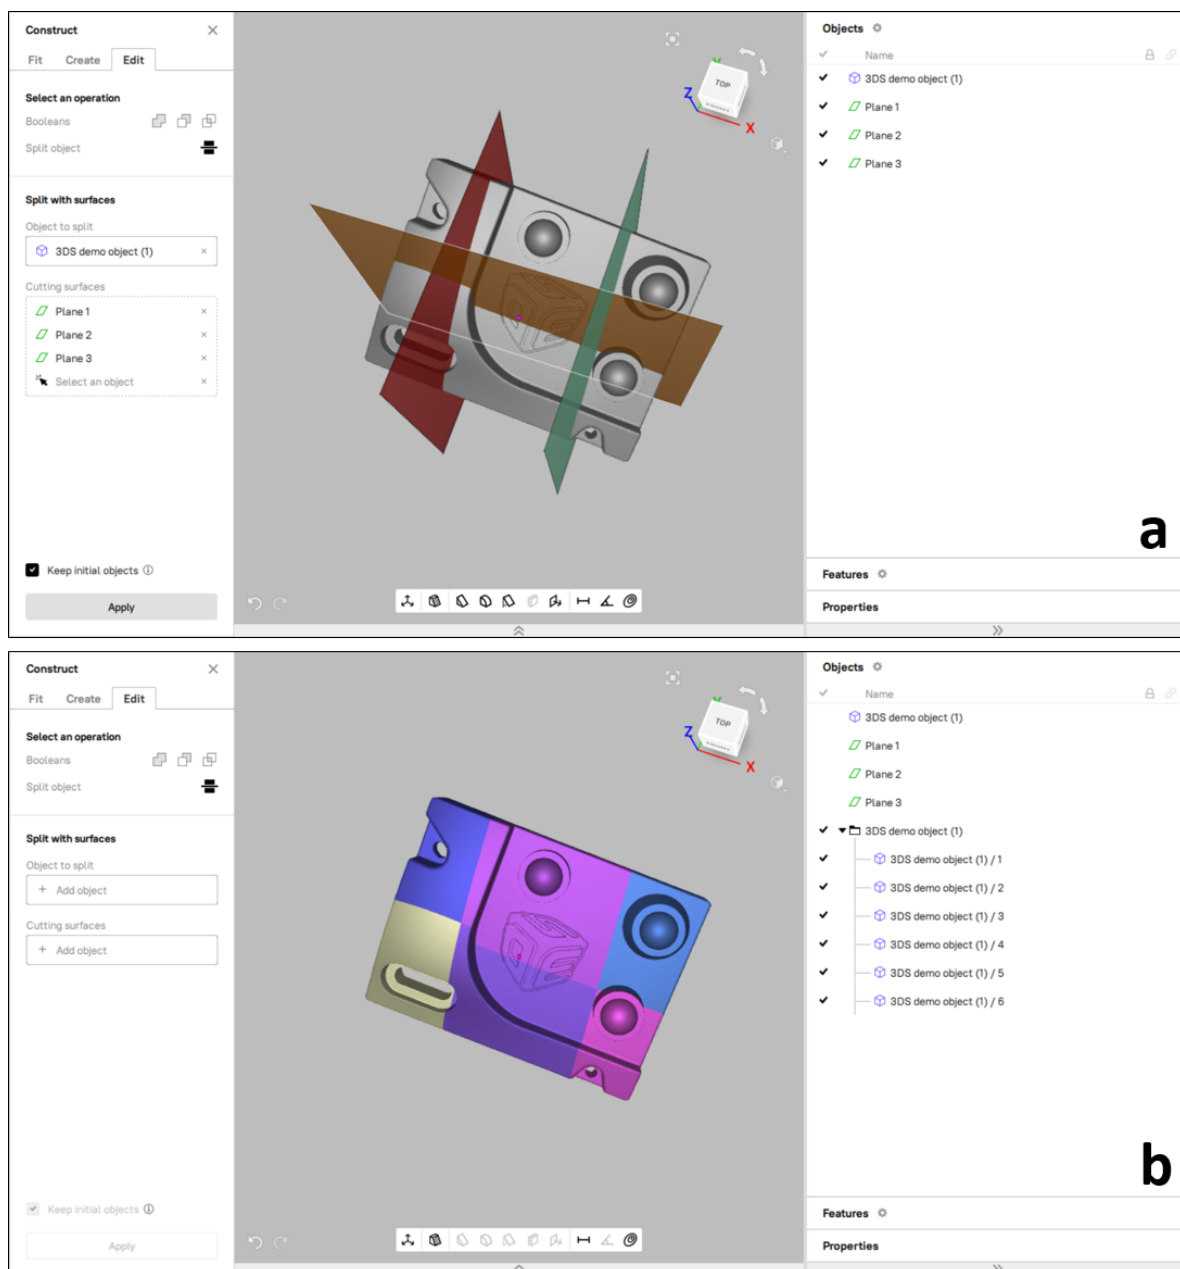 Construct
Fit Create Edit
Select an operation
Booleans
Split object
Split with surfaces
Object to split
3DS demo object (1)
Cutting surfaces
Plane 1
Plane 2
Plane 3
Select an object
Keep initial objects
Apply
TOP
Y
Z
X
Objects
Name
3DS demo object (1)
Plane 1
Plane 2
Plane 3
a
Features
Properties
Construct
Fit Create Edit
Select an operation
Booleans
Split object
Split with surfaces
Object to split
+ Add object
Cutting surfaces
+ Add object
Keep initial objects
Apply
TOP
Y
Z
X
Objects
Name
3DS demo object (1)
Plane 1
Plane 2
Plane 3
3DS demo object (1)
3DS demo object (1) / 1
3DS demo object (1) / 2
3DS demo object (1) / 3
3DS demo object (1) / 4
3DS demo object (1) / 5
3DS demo object (1) / 6
b
Features
Properties